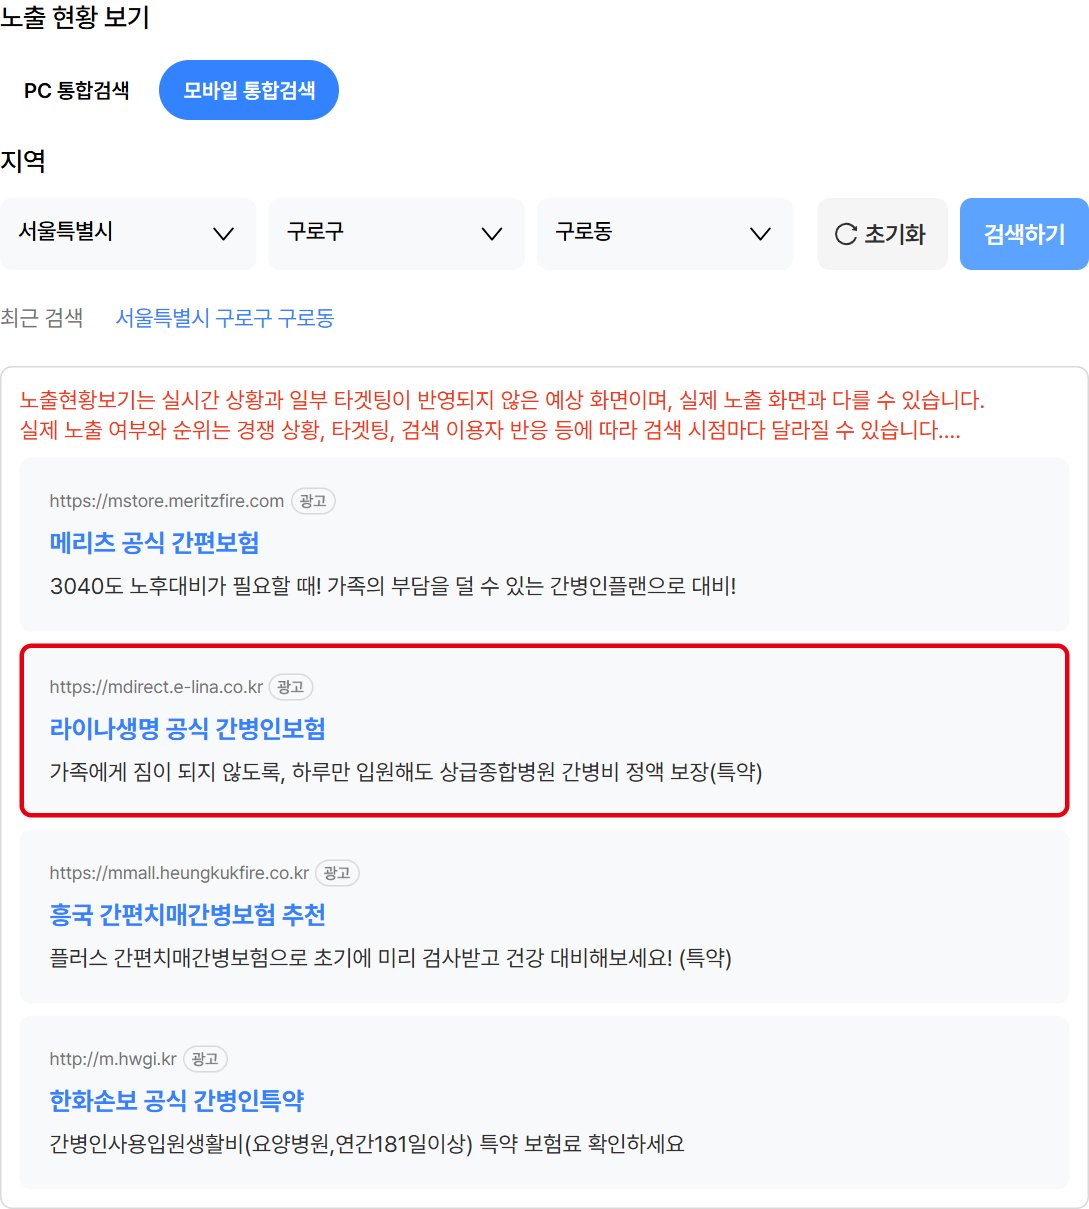 노출 현황 보기
PC 통합검색 모바일 통합검색
지역
서울특별시 구로구 구로동 초기화 검색하기
최근 검색 서울특별시 구로구 구로동
노출현황보기는 실시간 상황과 일부 타겟팅이 반영되지 않은 예상 화면이며, 실제 노출 화면과 다를 수 있습니다.
실제 노출 여부와 순위는 경쟁 상황, 타겟팅, 검색 이용자 반응 등에 따라 검색 시점마다 달라질 수 있습니다....
https://mstore.meritzfire.com 광고
메리츠 공식 간편보험
3040도 노후대비가 필요할 때! 가족의 부담을 덜 수 있는 간병인플랜으로 대비!
https://mdirect.e-lina.co.kr 광고
라이나생명 공식 간병인보험
가족에게 짐이 되지 않도록, 하루만 입원해도 상급종합병원 간병비 정액 보장(특약)
https://mmall.heungkukfire.co.kr 광고
흥국 간편치매간병보험 추천
플러스 간편치매간병보험으로 초기에 미리 검사받고 건강 대비해보세요! (특약)
http://m.hwgi.kr 광고
한화손보 공식 간병인특약
간병인사용입원생활비(요양병원,연간181일이상) 특약 보험료 확인하세요